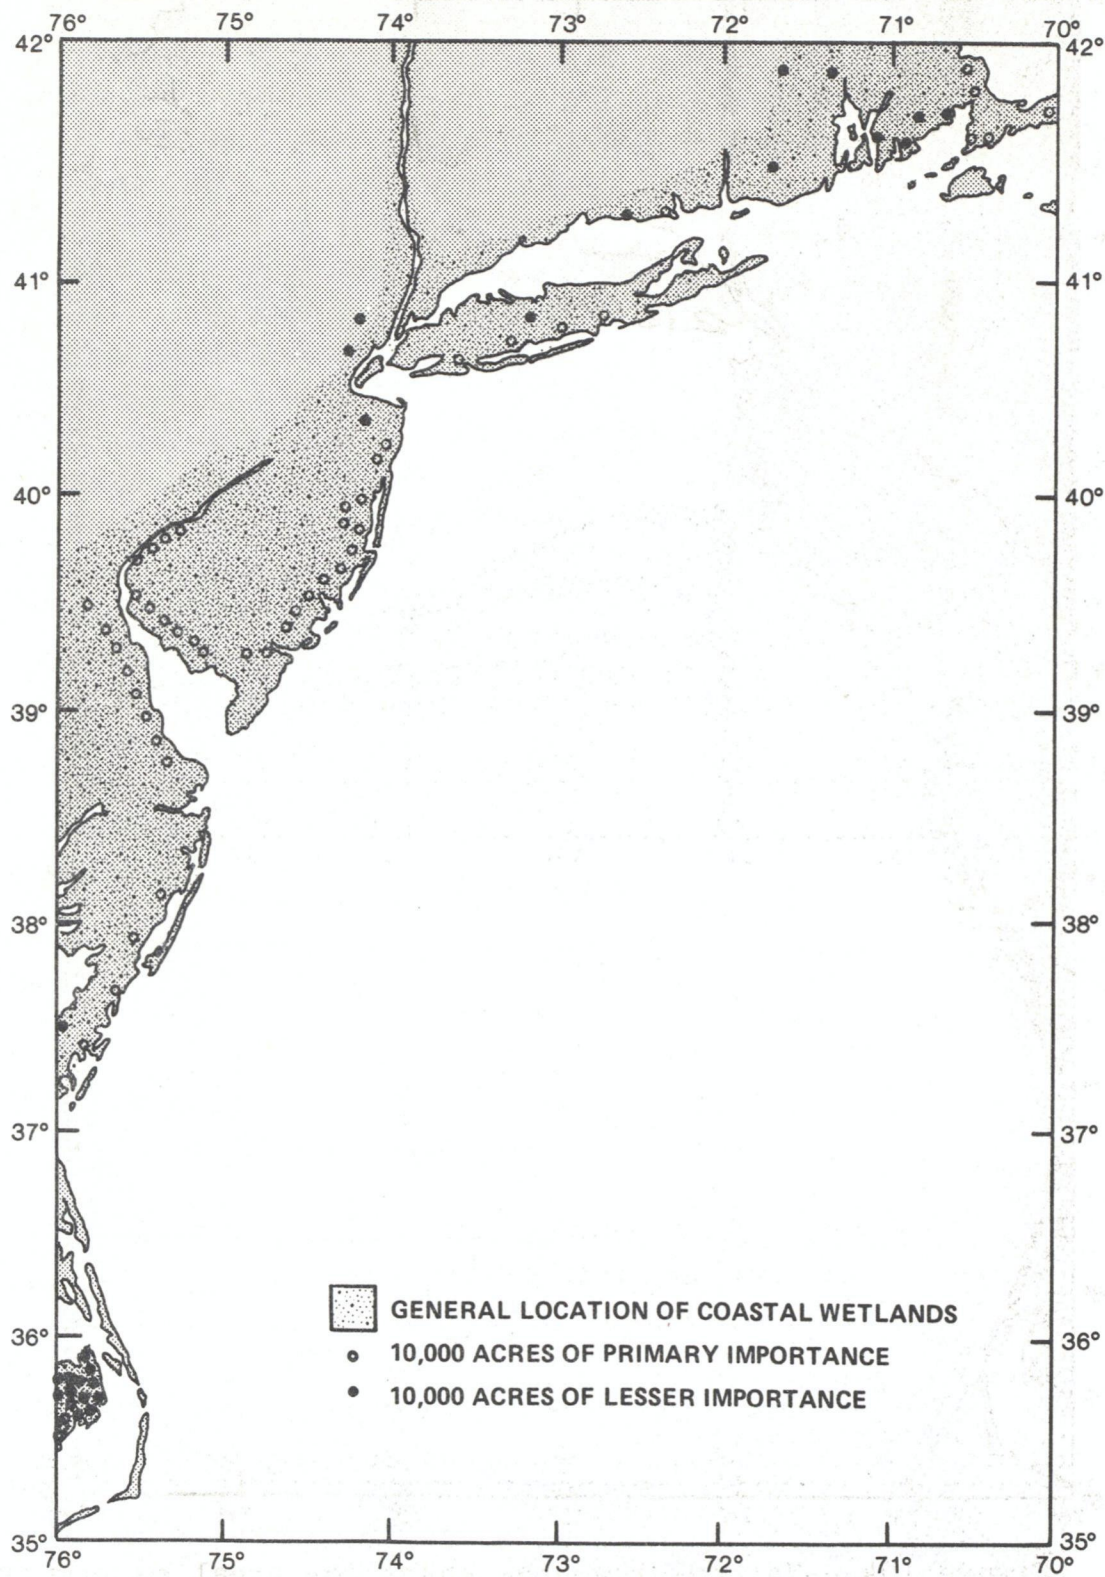 76° 75° 74° 73° 72° 71° 70°
42° 42°
41° 41°
40° 40°
39° 39°
38° 38°
37° 37°
GENERAL LOCATION OF COASTAL WETLANDS
36° 36°
10,000 ACRES OF PRIMARY IMPORTANCE
10,000 ACRES OF LESSER IMPORTANCE
35° 35°
76° 75° 74° 73° 72° 71° 70°